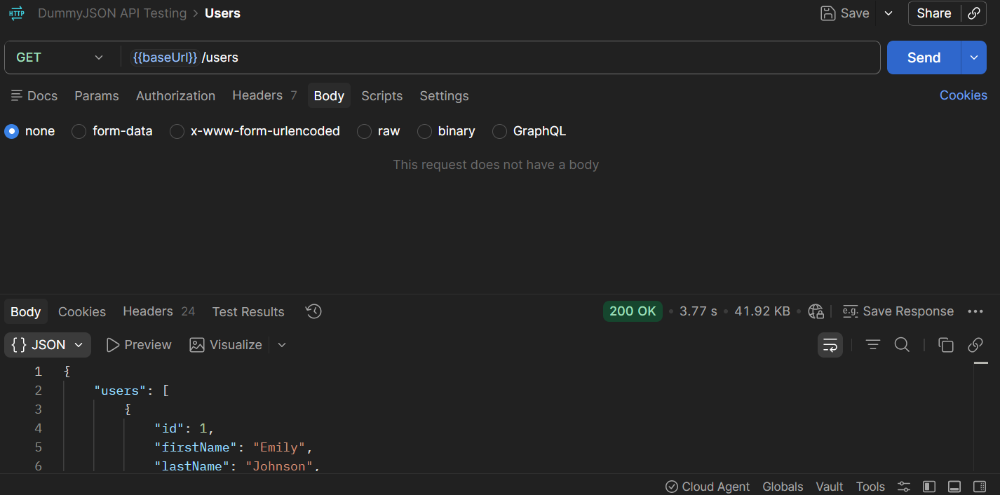 HTTP DummyJSON API Testing > Users Save Share
GET {{baseUrl}} /users Send
Docs Params Authorization Headers 7 Body Scripts Settings Cookies
none form-data x-www-form-urlencoded raw binary GraphQL
This request does not have a body
Body Cookies Headers 24 Test Results 200 OK • 3.77 s • 41.92 KB • e.g. Save Response
{} JSON Preview Visualize
1 {
2 "users": [
3 {
4 "id": 1,
5 "firstName": "Emily",
6 "lastName": "Johnson",
Cloud Agent Globals Vault Tools